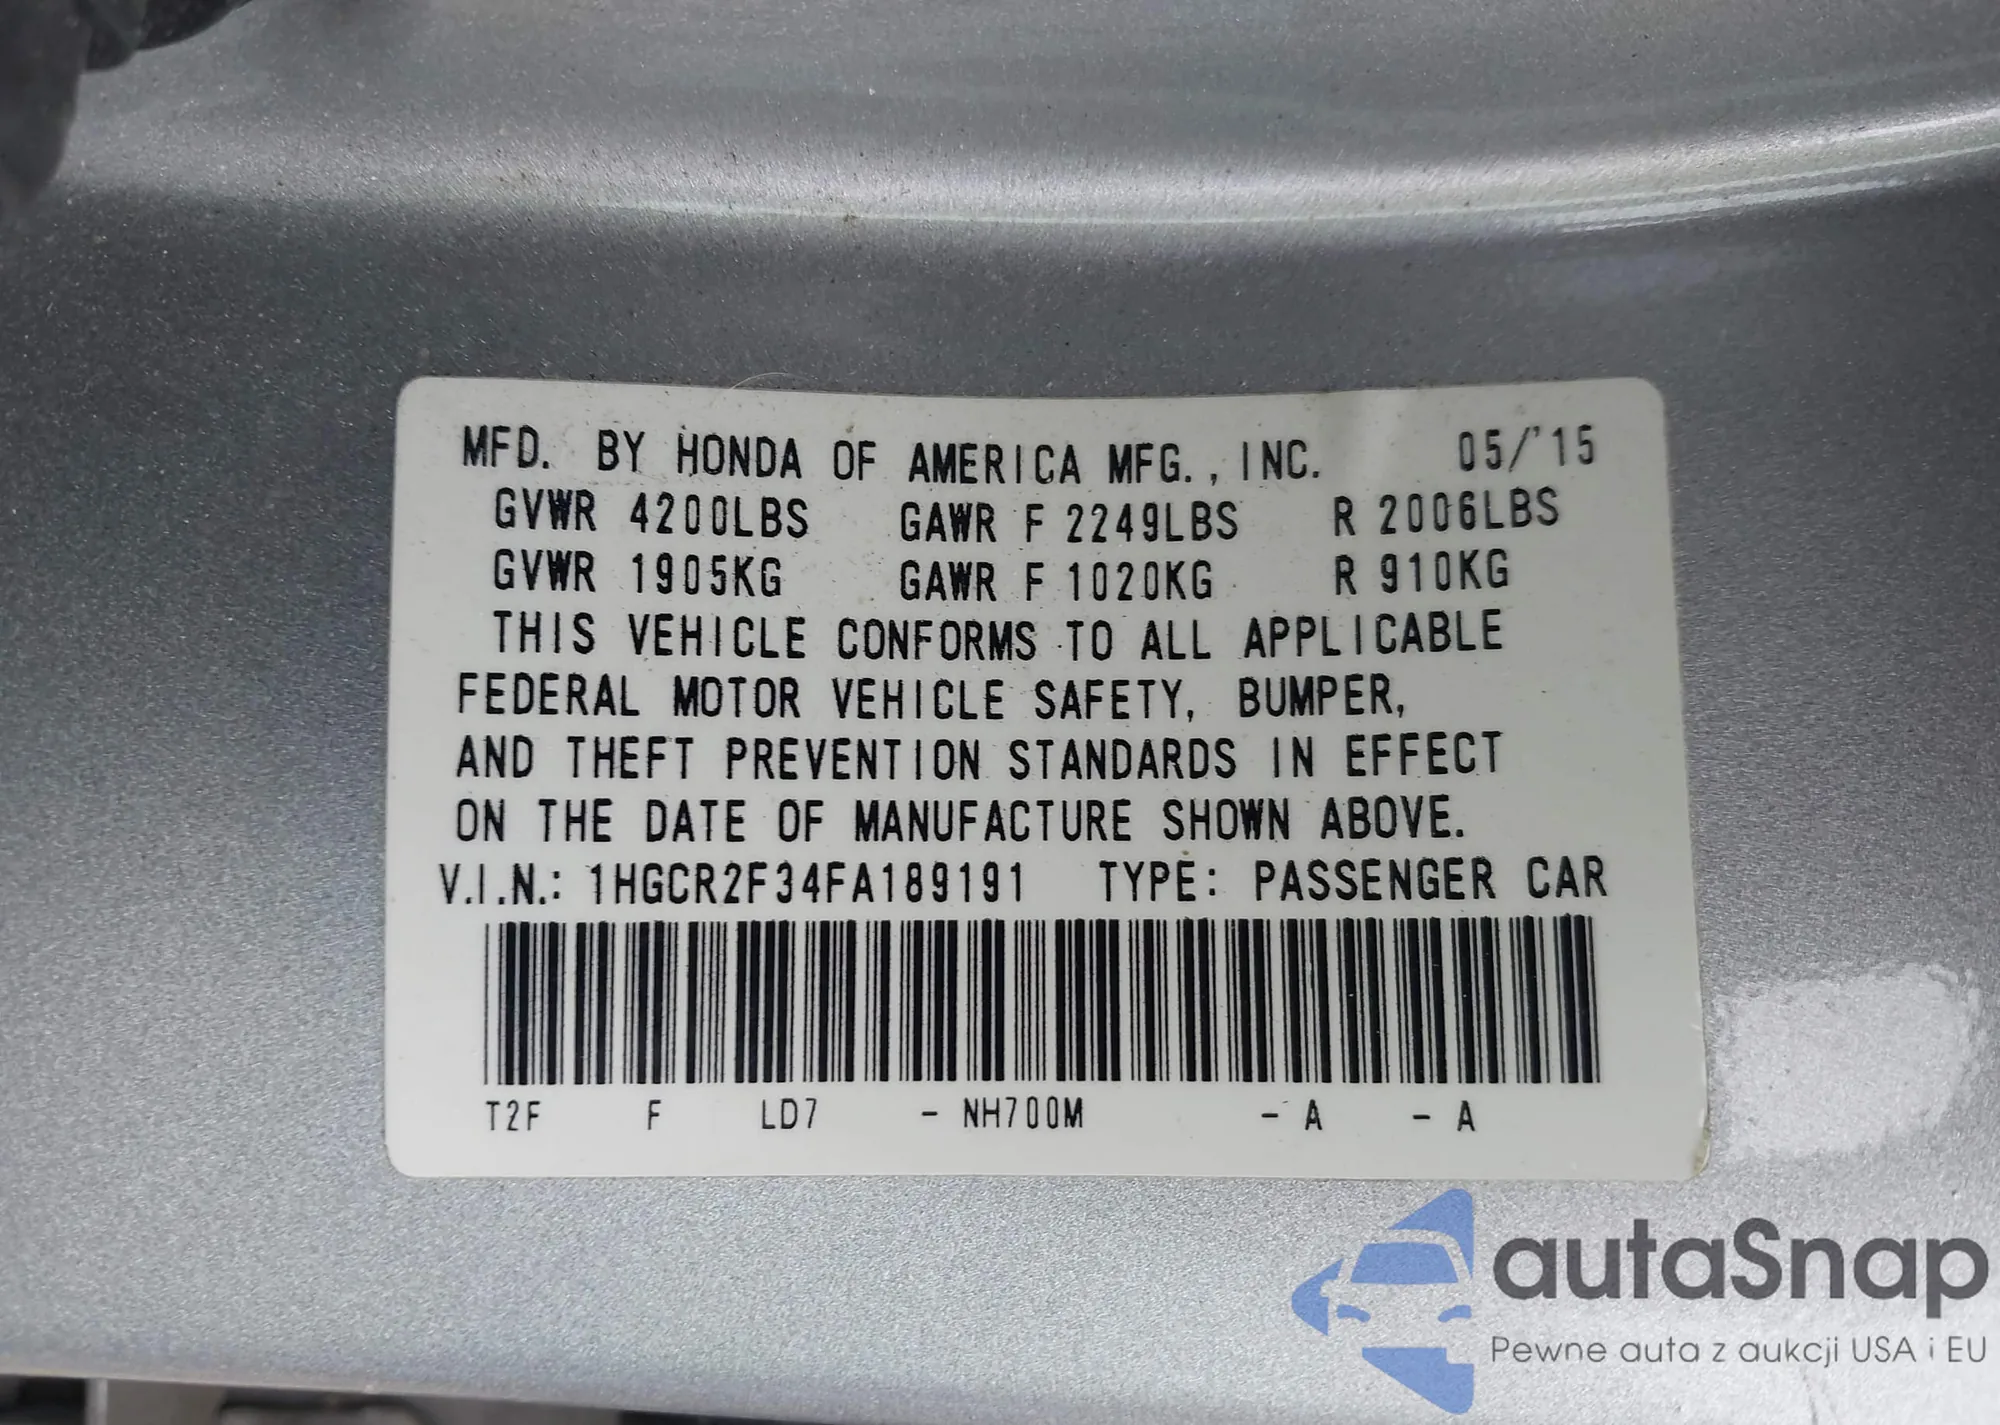 MFD. BY HONDA OF AMERICA MFG., INC. 05/'15
GVWR 4200LBS GAWR F 2249LBS R 2006LBS
GVWR 1905KG GAWR F 1020KG R 910KG
THIS VEHICLE CONFORMS TO ALL APPLICABLE
FEDERAL MOTOR VEHICLE SAFETY, BUMPER,
AND THEFT PREVENTION STANDARDS IN EFFECT
ON THE DATE OF MANUFACTURE SHOWN ABOVE.
V.I.N.: 1HGCR2F34FA189191 TYPE: PASSENGER CAR
T2F F LD7 - NH700M - A - A
autaSnap
Pewne auta z aukcji USA i EU